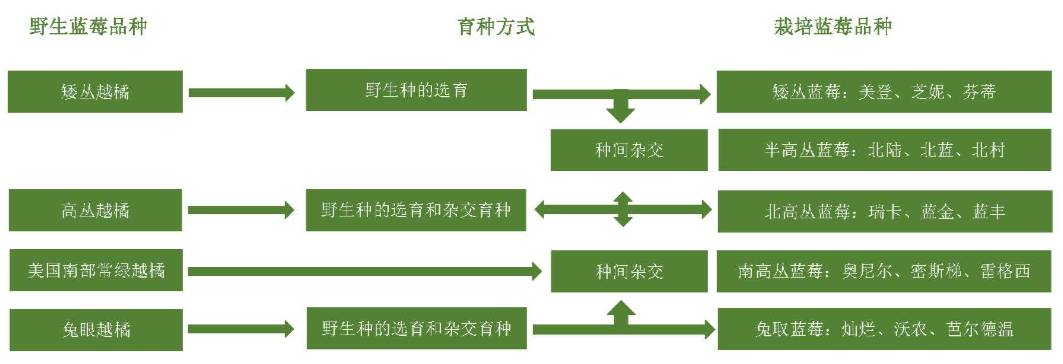 野生蓝莓品种 育种方式 栽培蓝莓品种
矮丛越橘 野生种的选育 矮丛蓝莓：美登、芝妮、芬蒂
种间杂交 半高丛蓝莓：北陆、北蓝、北村
高丛越橘 野生种的选育和杂交育种 北高丛蓝莓：瑞卡、蓝金、蓝丰
美国南部常绿越橘 种间杂交 南高丛蓝莓：奥尼尔、密斯梯、雷格西
兔眼越橘 野生种的选育和杂交育种 兔取蓝莓：灿烂、沃农、芭尔德温